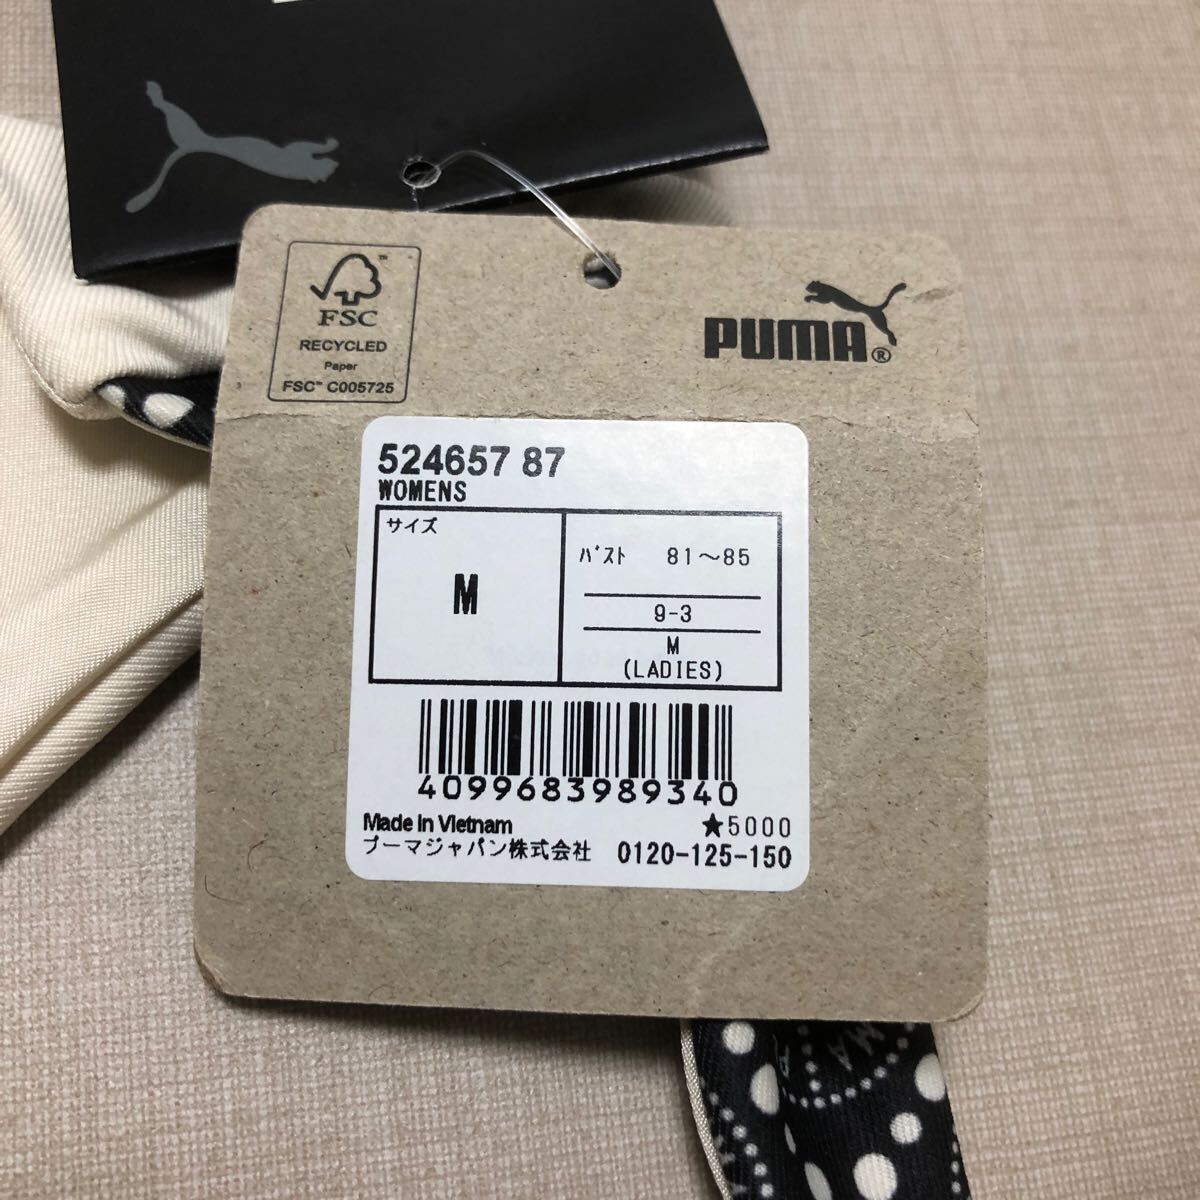 FSC™
RECYCLED
Paper
FSC™ C005725
PUMA®
524657 87
WOMENS
サイズ
M
バスト 81～85
9-3
M
(LADIES)
4099683989340
Made in Vietnam
★5000
プーマジャパン株式会社 0120-125-150